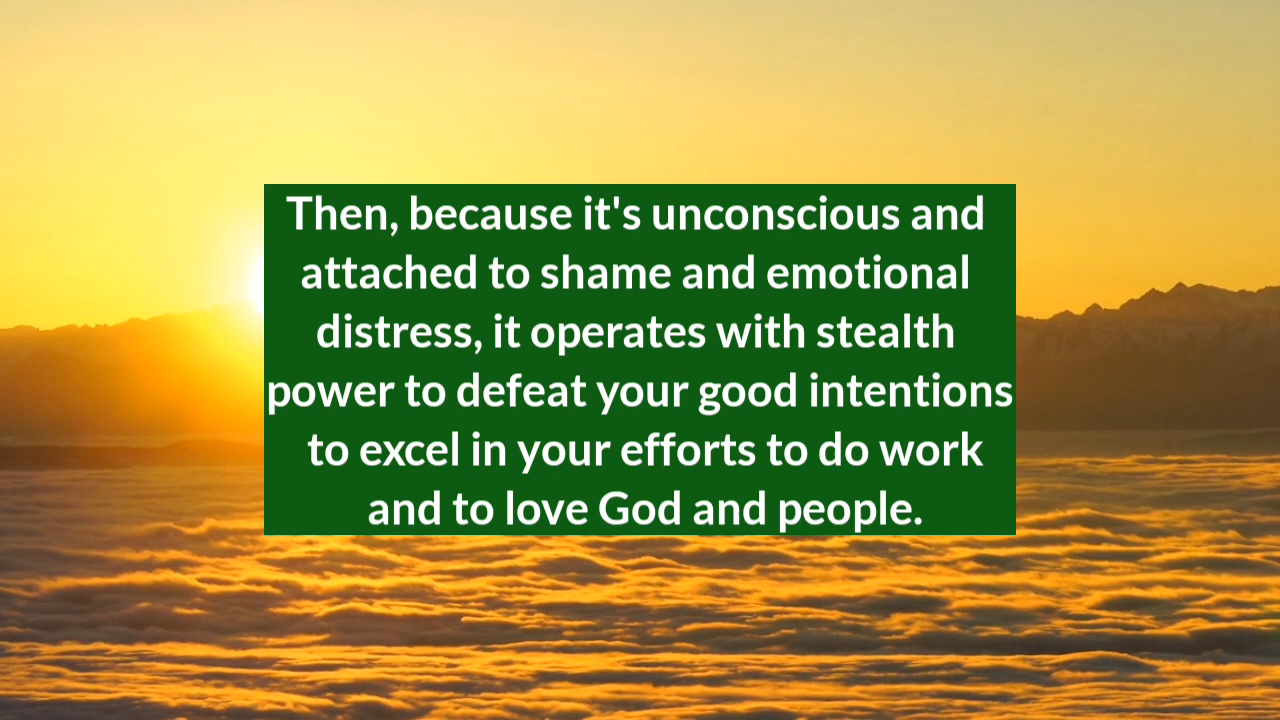 Then, because it's unconscious and
attached to shame and emotional
distress, it operates with stealth
power to defeat your good intentions
to excel in your efforts to do work
and to love God and people.